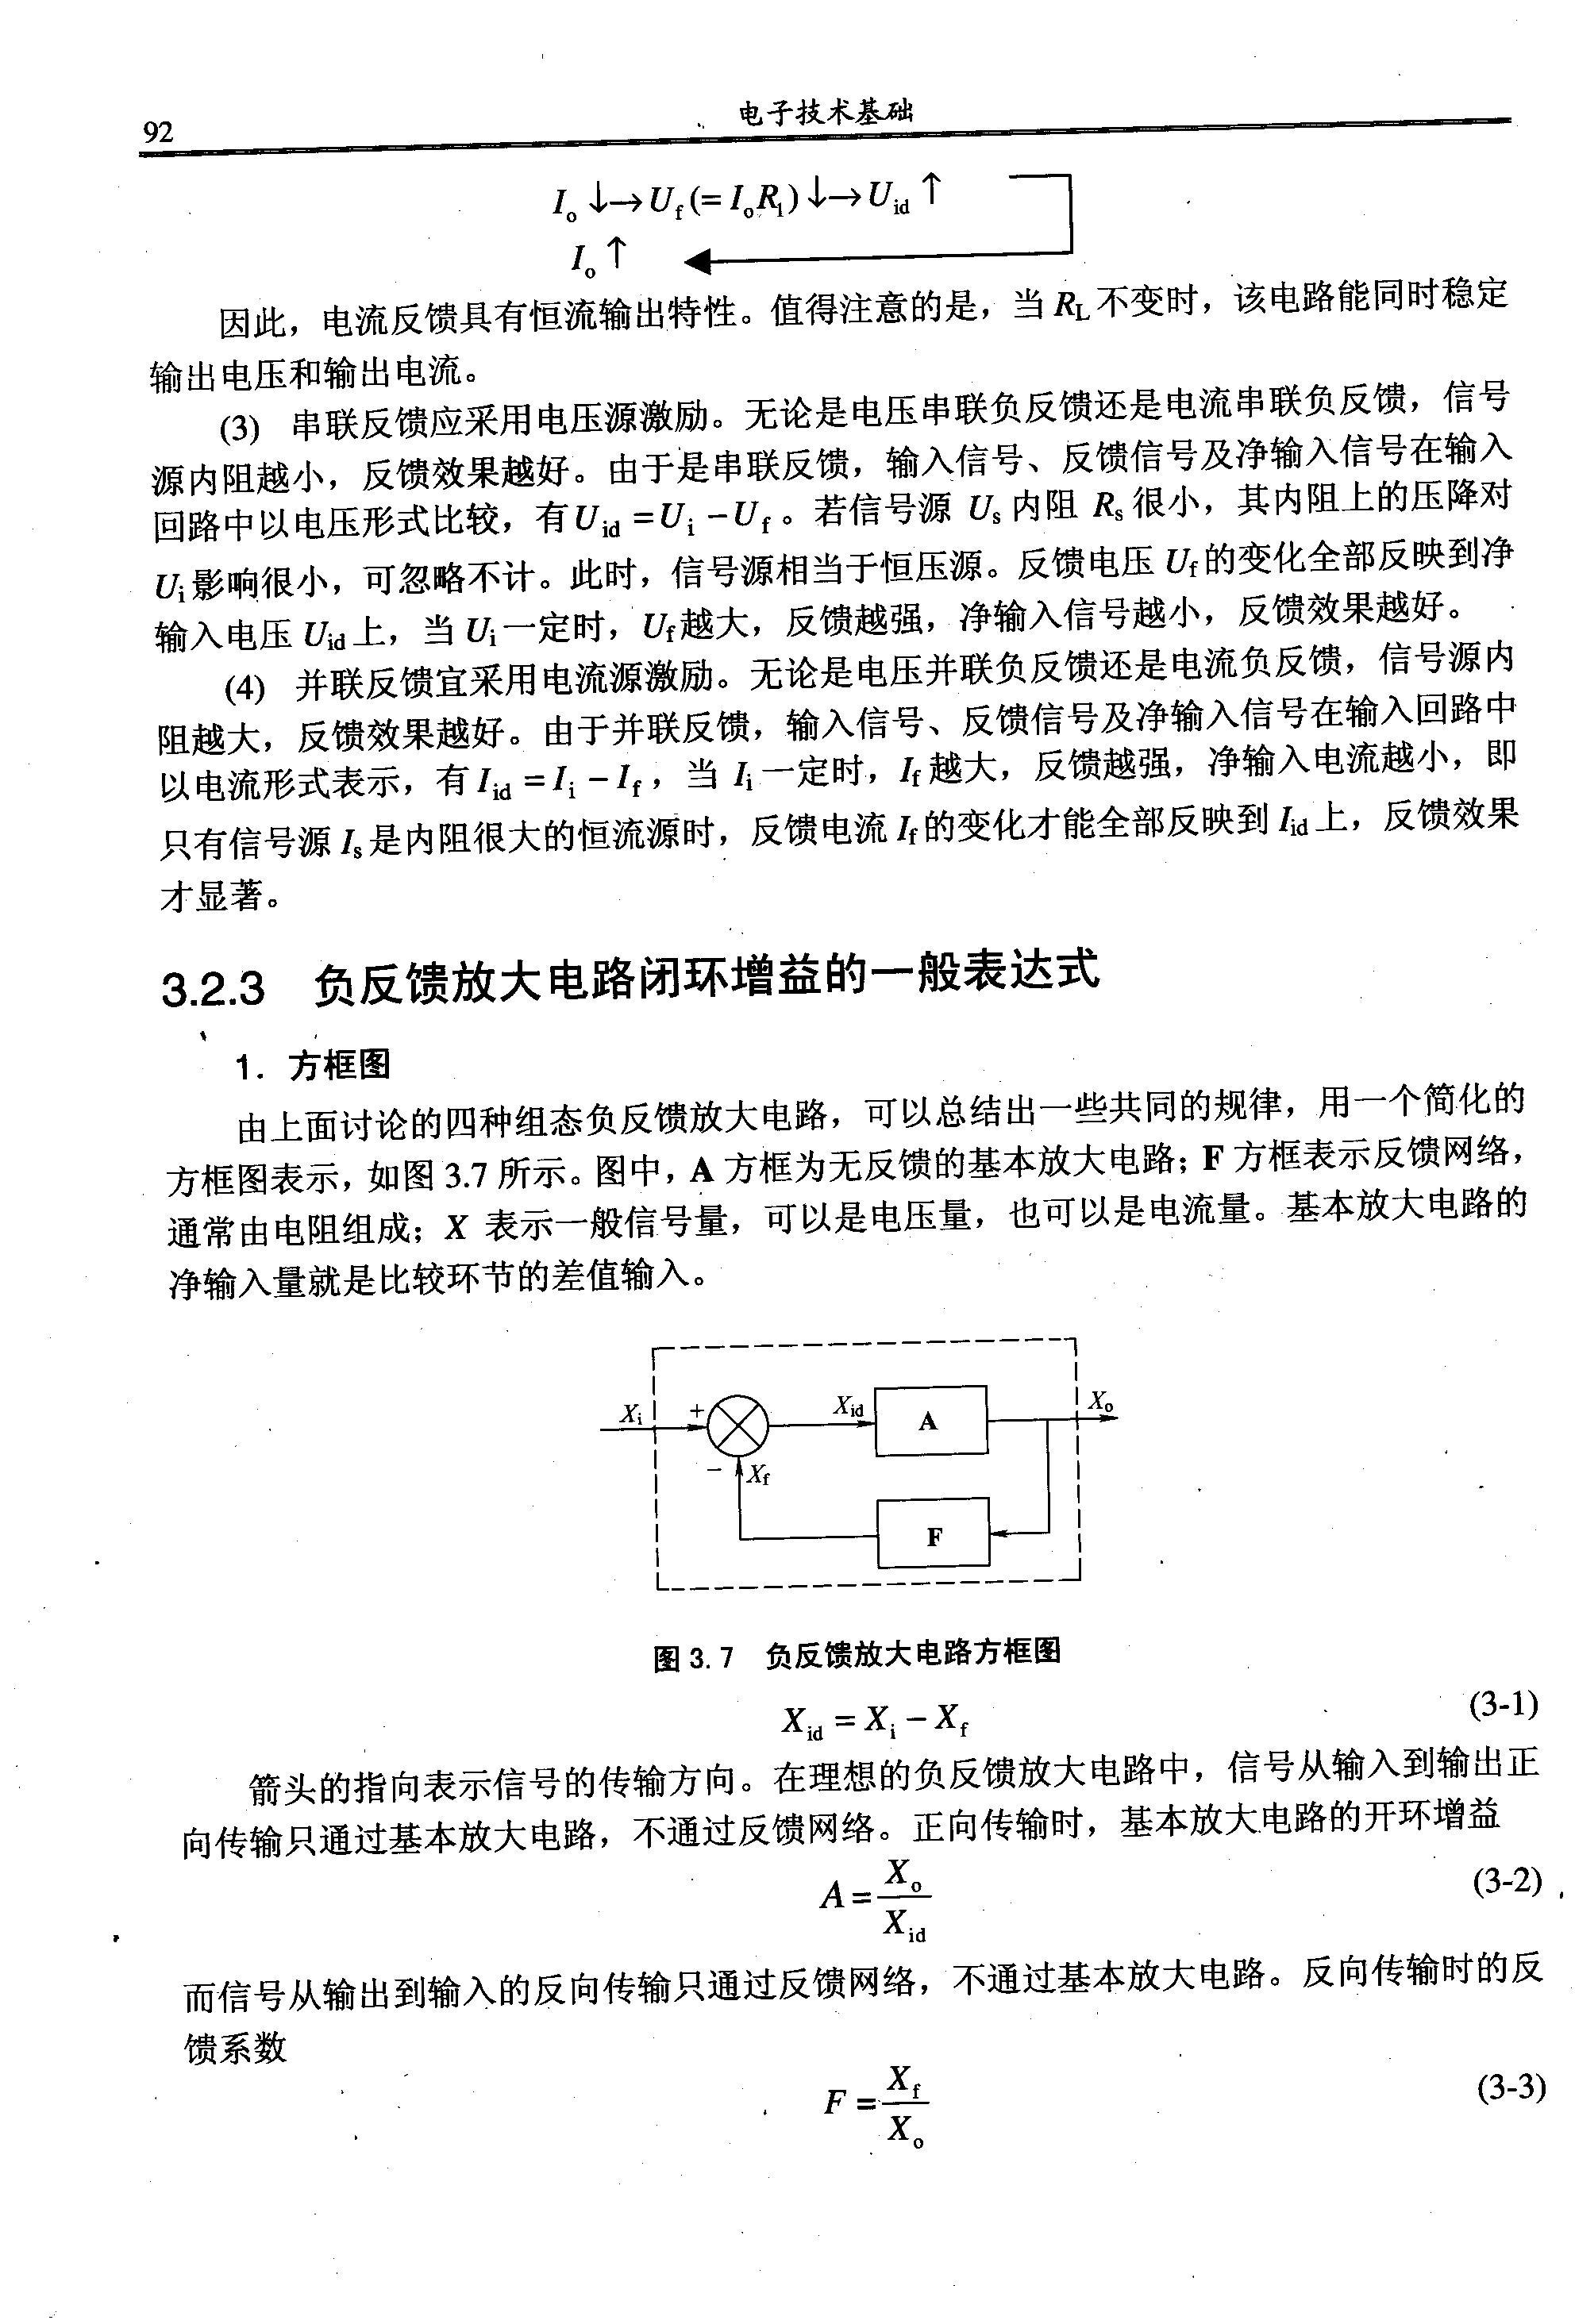 92
电子技术基础
I₀↓→U_f(=I₀R₁)↓→U_id↑
I₀↑
因此，电流反馈具有恒流输出特性。值得注意的是，当 R_L 不变时，该电路能同时稳定
输出电压和输出电流。
(3) 串联反馈应采用电压源激励。无论是电压串联负反馈还是电流串联负反馈，信号
源内阻越小，反馈效果越好。由于是串联反馈，输入信号、反馈信号及净输入信号在输入
回路中以电压形式比较，有 U_id = U_i − U_f。若信号源 U_s 内阻 R_s 很小，其内阻上的压降对
U_i 影响很小，可忽略不计。此时，信号源相当于恒压源。反馈电压 U_f 的变化全部反映到净
输入电压 U_id 上，当 U_i 一定时，U_f 越大，反馈越强，净输入信号越小，反馈效果越好。
(4) 并联反馈宜采用电流源激励。无论是电压并联负反馈还是电流负反馈，信号源内
阻越大，反馈效果越好。由于并联反馈，输入信号、反馈信号及净输入信号在输入回路中
以电流形式表示，有 I_id = I_i − I_f，当 I_i 一定时，I_f 越大，反馈越强，净输入电流越小，即
只有信号源 I_s 是内阻很大的恒流源时，反馈电流 I_f 的变化才能全部反映到 I_id 上，反馈效果
才显著。
3.2.3 负反馈放大电路闭环增益的一般表达式
1．方框图
由上面讨论的四种组态负反馈放大电路，可以总结出一些共同的规律，用一个简化的
方框图表示，如图 3.7 所示。图中，A 方框为无反馈的基本放大电路；F 方框表示反馈网络，
通常由电阻组成；X 表示一般信号量，可以是电压量，也可以是电流量。基本放大电路的
净输入量就是比较环节的差值输入。
X_i + X_id A X_o
− X_f
F
图 3.7 负反馈放大电路方框图
X_id = X_i − X_f (3-1)
箭头的指向表示信号的传输方向。在理想的负反馈放大电路中，信号从输入到输出正
向传输只通过基本放大电路，不通过反馈网络。正向传输时，基本放大电路的开环增益
A = X_o / X_id (3-2)
而信号从输出到输入的反向传输只通过反馈网络，不通过基本放大电路。反向传输时的反
馈系数
F = X_f / X_o (3-3)